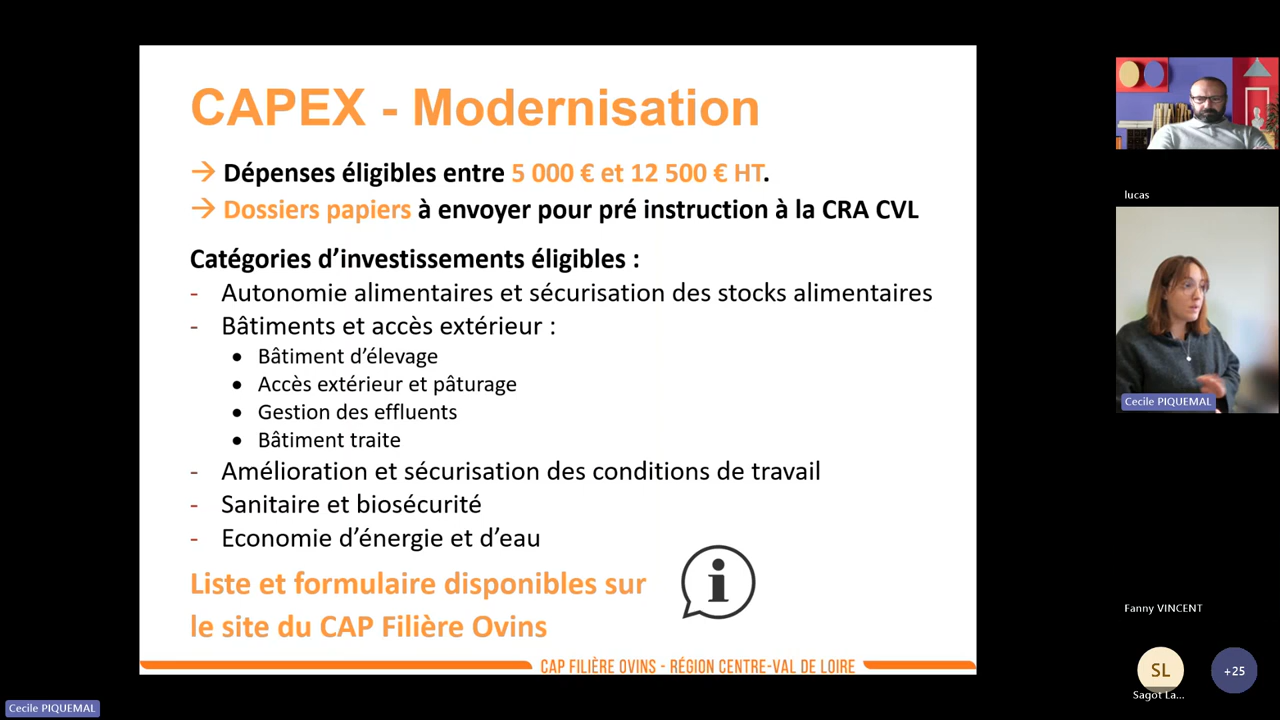 CAPEX - Modernisation
→ Dépenses éligibles entre 5 000 € et 12 500 € HT.
→ Dossiers papiers à envoyer pour pré instruction à la CRA CVL
Catégories d’investissements éligibles :
- Autonomie alimentaires et sécurisation des stocks alimentaires
- Bâtiments et accès extérieur :
• Bâtiment d’élevage
• Accès extérieur et pâturage
• Gestion des effluents
• Bâtiment traite
- Amélioration et sécurisation des conditions de travail
- Sanitaire et biosécurité
- Economie d’énergie et d’eau
Liste et formulaire disponibles sur
le site du CAP Filière Ovins
i
CAP FILIÈRE OVINS - RÉGION CENTRE-VAL DE LOIRE
Cecile PIQUEMAL
lucas
Cecile PIQUEMAL
Fanny VINCENT
SL
Sagot La...
+25